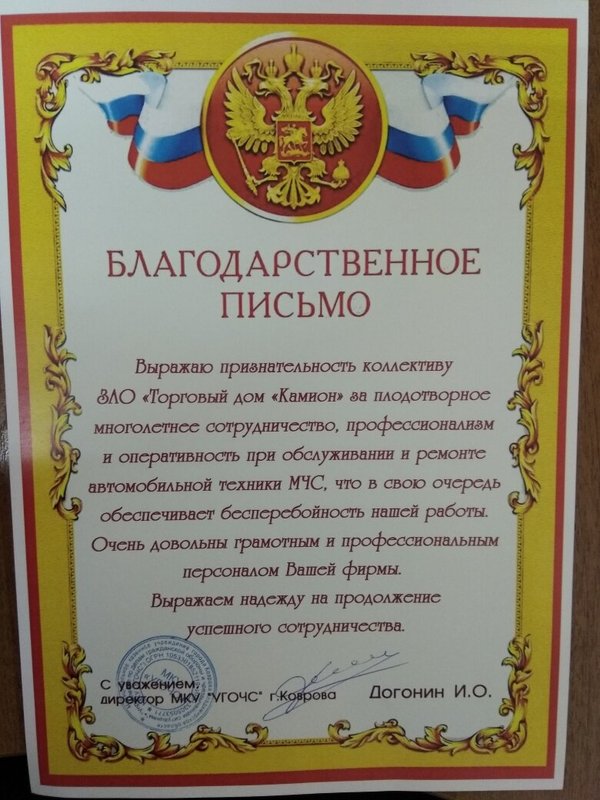 БЛАГОДАРСТВЕННОЕ
ПИСЬМО
Выражаю признательность коллективу
ЗАО «Торговый дом «Камион» за плодотворное
многолетнее сотрудничество, профессионализм
и оперативность при обслуживании и ремонте
автомобильной техники МЧС, что в свою очередь
обеспечивает бесперебойность нашей работы.
Очень довольны грамотным и профессиональным
персоналом Вашей фирмы.
Выражаем надежду на продолжение
успешного сотрудничества.
С уважением,
директор МКУ "УГОЧС" г.Коврова Догонин И.О.